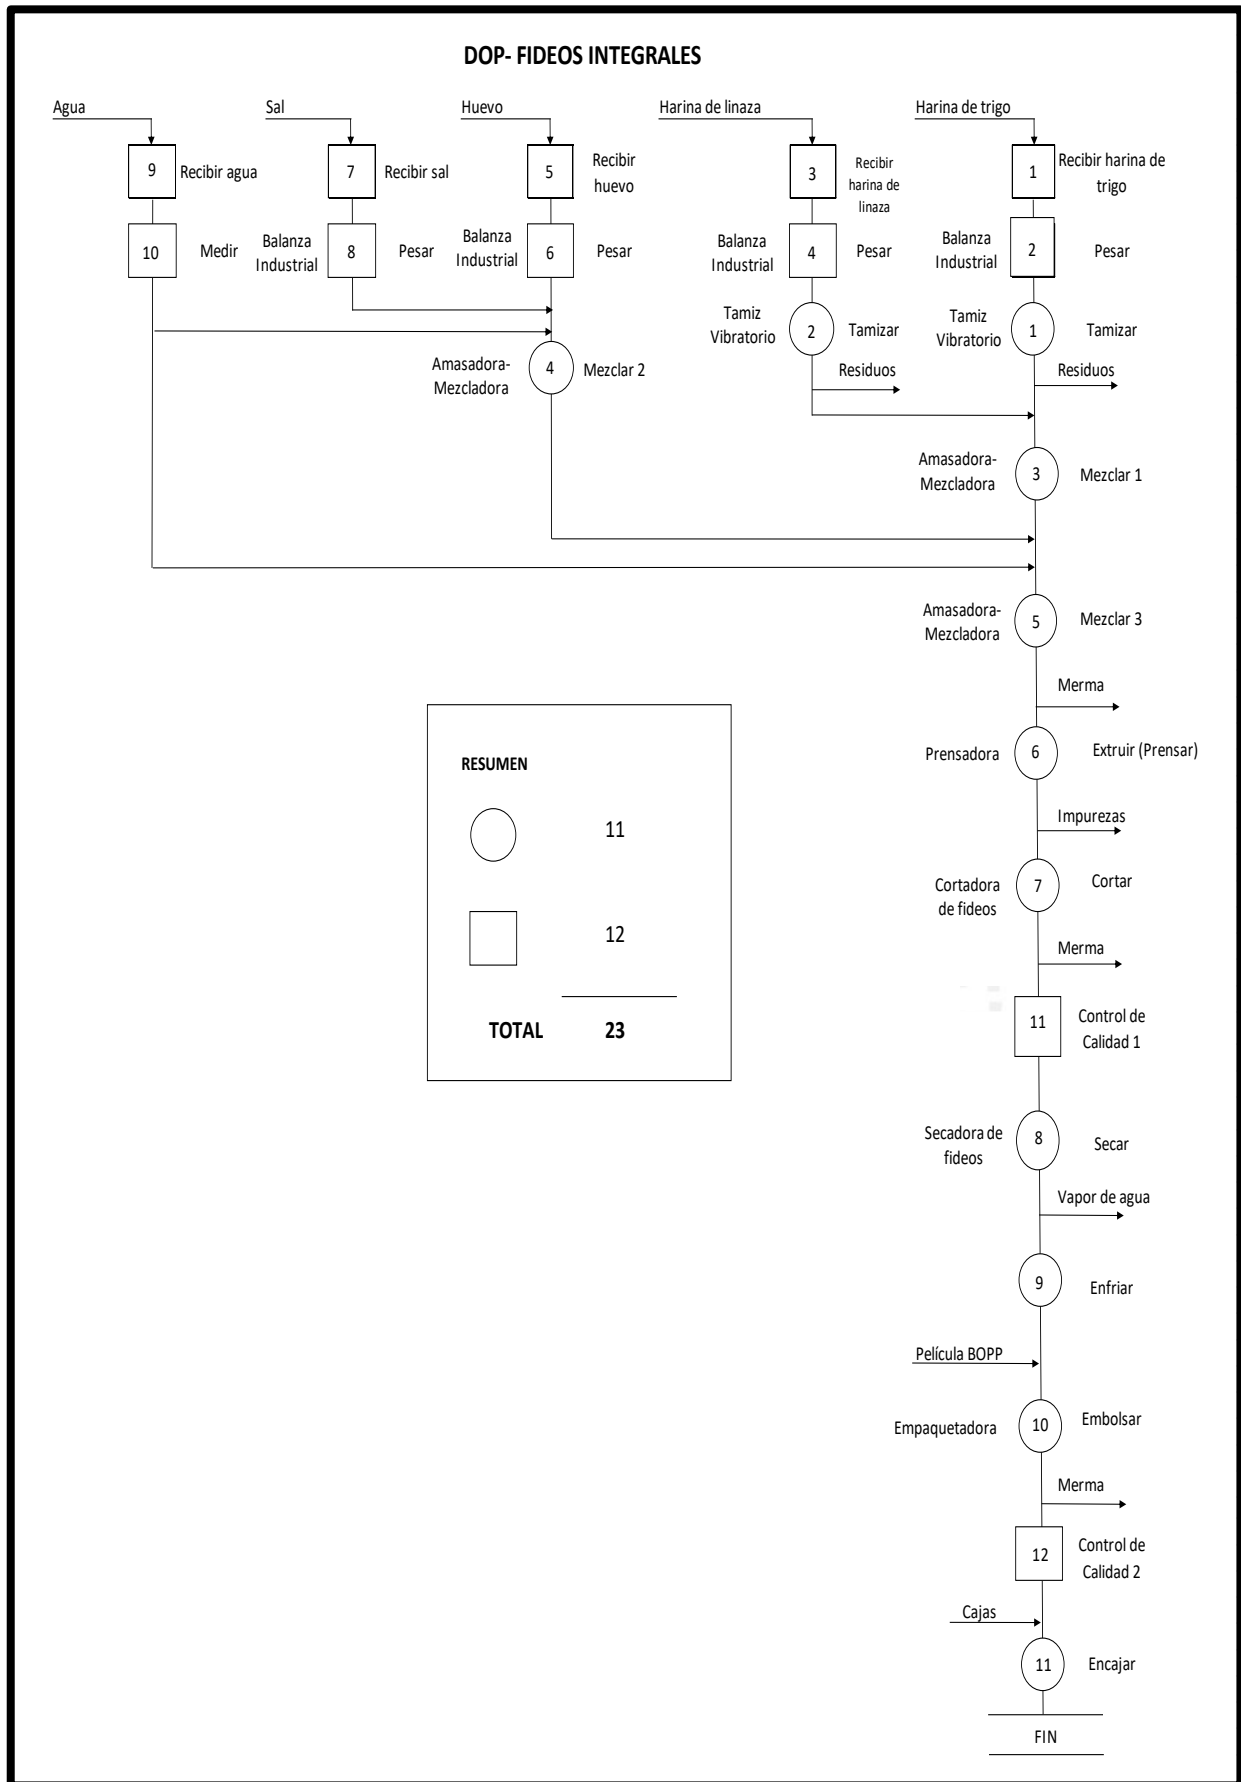 DOP- FIDEOS INTEGRALES
Agua
Sal
Huevo
Harina de linaza
Harina de trigo
9
Recibir agua
7
Recibir sal
5
Recibir
huevo
3
Recibir
harina de
linaza
1
Recibir harina de
trigo
10
Medir
Balanza
Industrial
8
Pesar
Balanza
Industrial
6
Pesar
Balanza
Industrial
4
Pesar
Balanza
Industrial
2
Pesar
Tamiz
Vibratorio
2
Tamizar
Tamiz
Vibratorio
1
Tamizar
Residuos
Residuos
Amasadora-
Mezcladora
4
Mezclar 2
Amasadora-
Mezcladora
3
Mezclar 1
Amasadora-
Mezcladora
5
Mezclar 3
Merma
Prensadora
6
Extruir (Prensar)
Impurezas
Cortadora
de fideos
7
Cortar
Merma
11
Control de
Calidad 1
Secadora de
fideos
8
Secar
Vapor de agua
9
Enfriar
Película BOPP
Empaquetadora
10
Embolsar
Merma
12
Control de
Calidad 2
Cajas
11
Encajar
FIN
RESUMEN
11
12
TOTAL 23